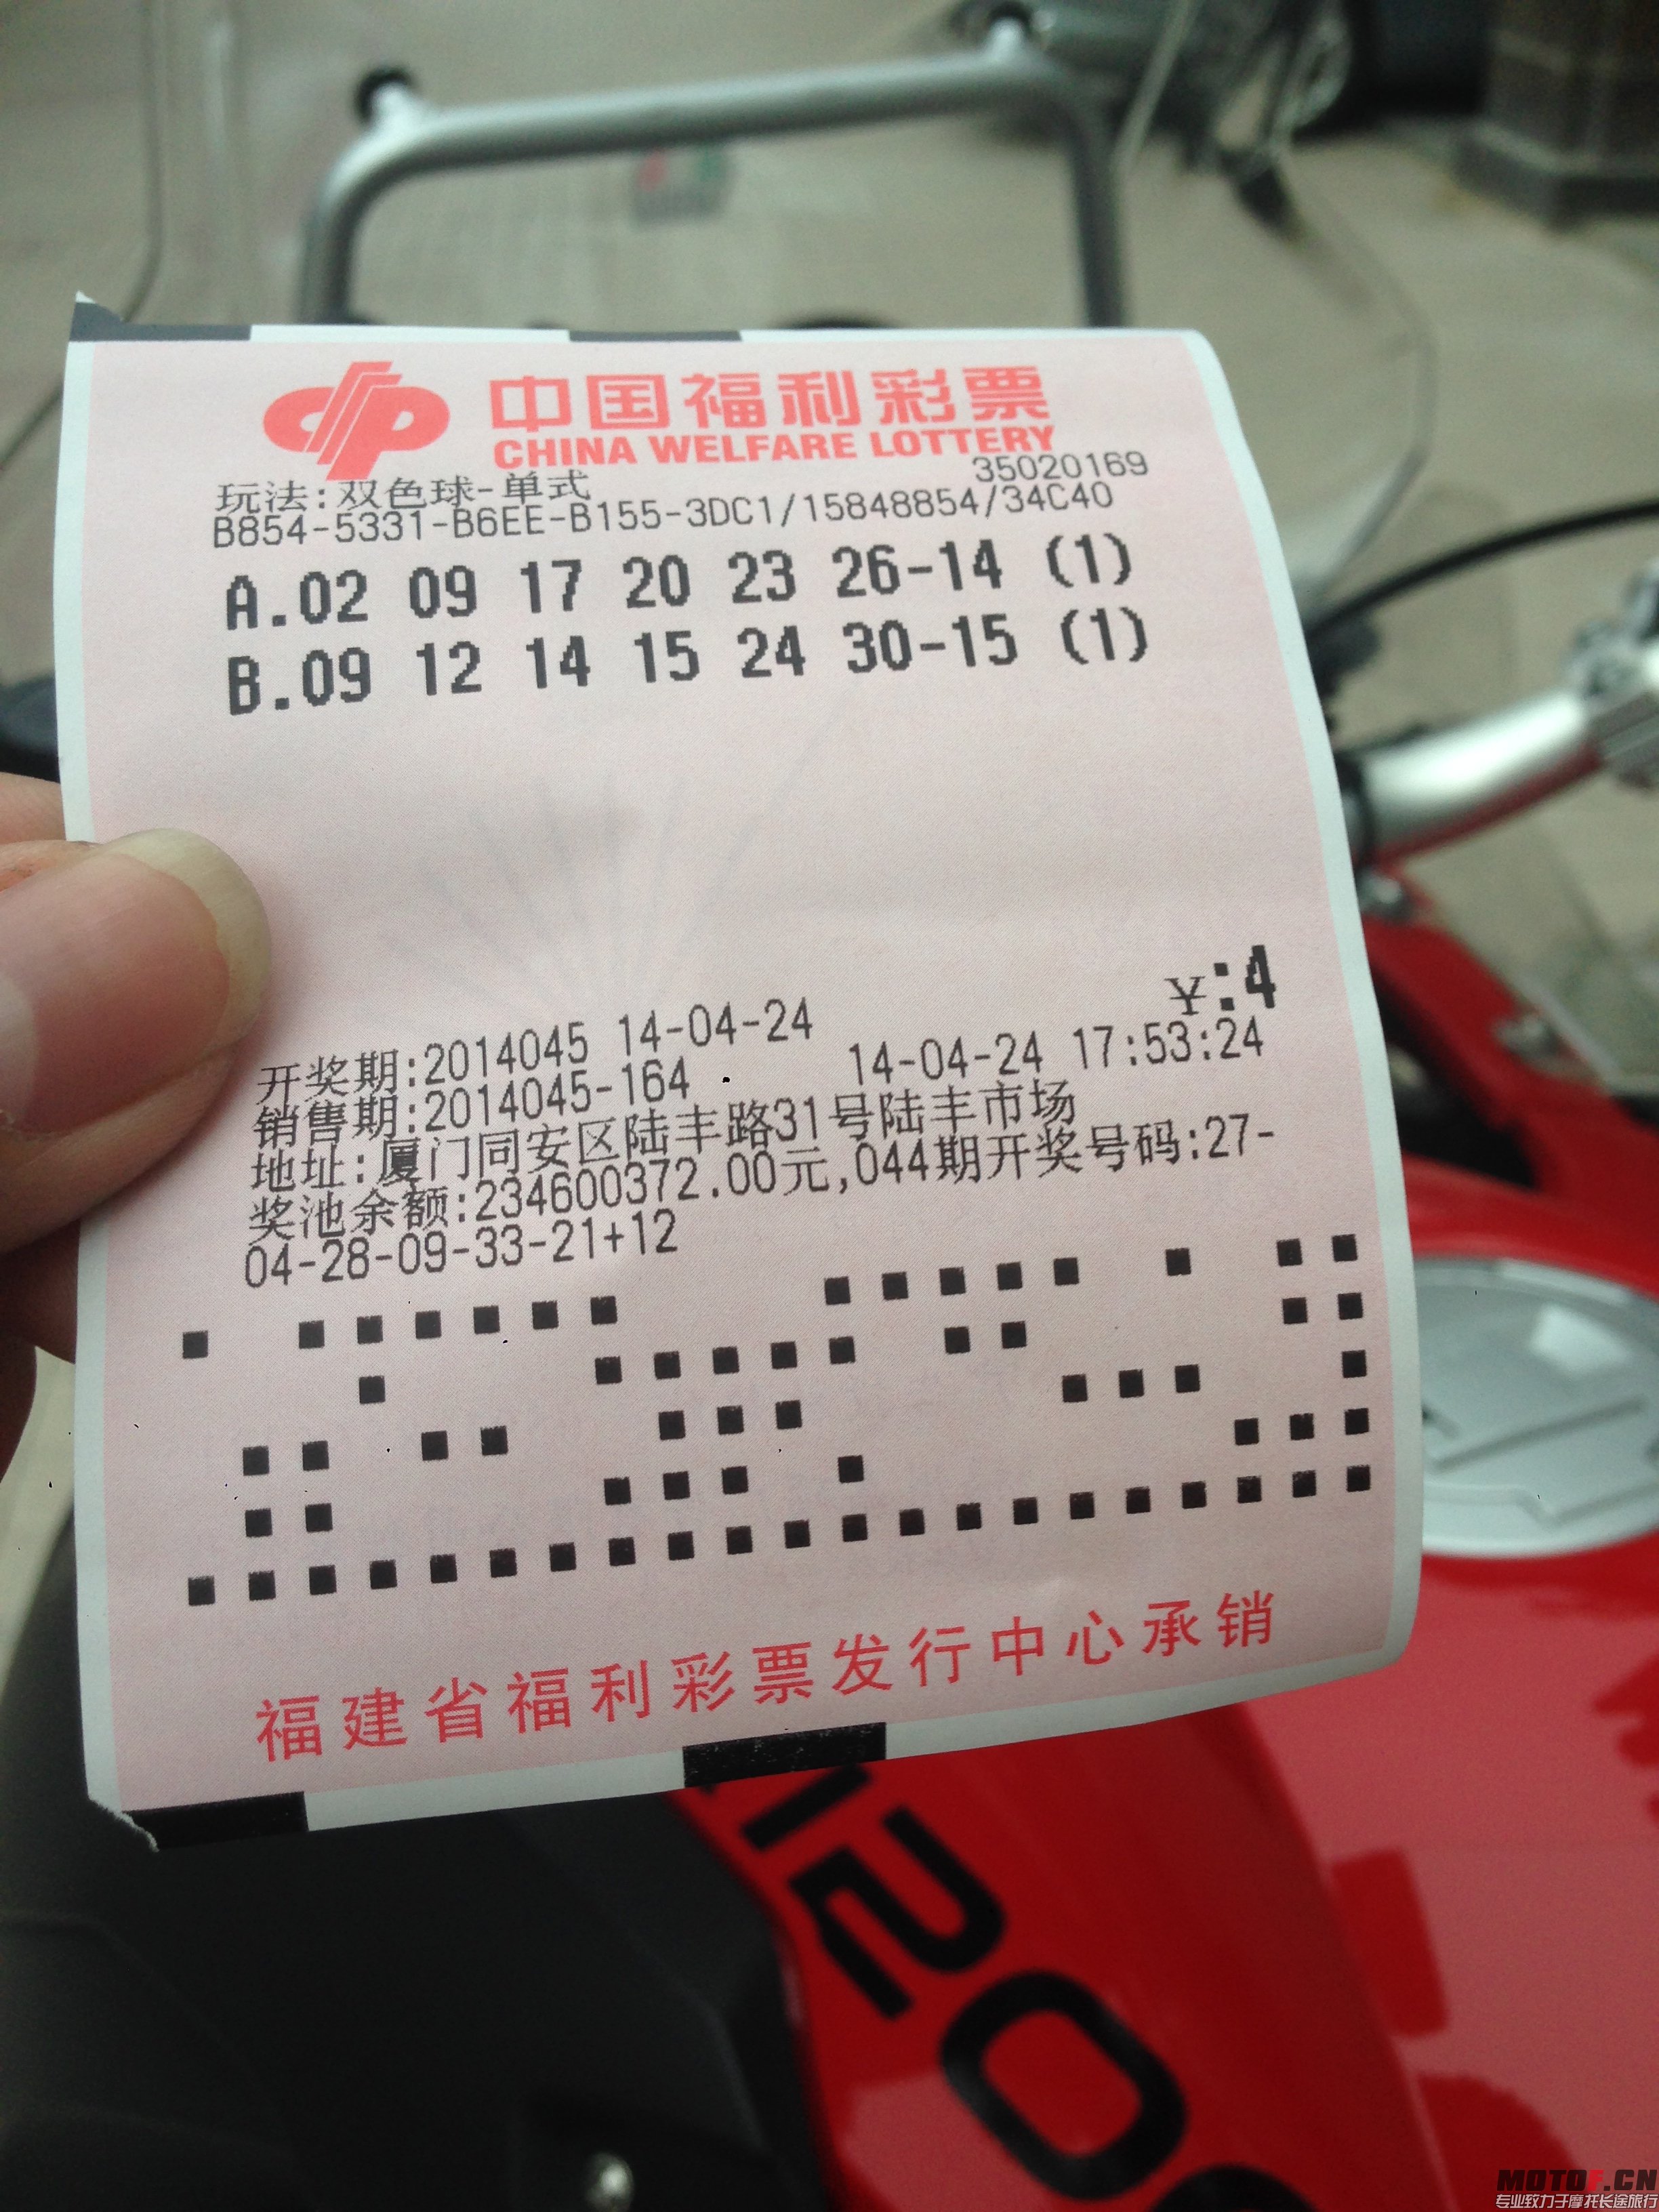 中国福利彩票
CHINA WELFARE LOTTERY
玩法:双色球-单式 35020169
B854-5331-B6EE-B155-3DC1/15848854/34C40
A.02 09 17 20 23 26-14 (1)
B.09 12 14 15 24 30-15 (1)
¥:4
开奖期:2014045 14-04-24
销售期:2014045-164 14-04-24 17:53:24
地址:厦门同安区陆丰路31号陆丰市场
奖池余额:234600372.00元,044期开奖号码:27-
04-28-09-33-21+12
福建省福利彩票发行中心承销
1200
MOTOF.CN
专业致力于摩托长途旅行